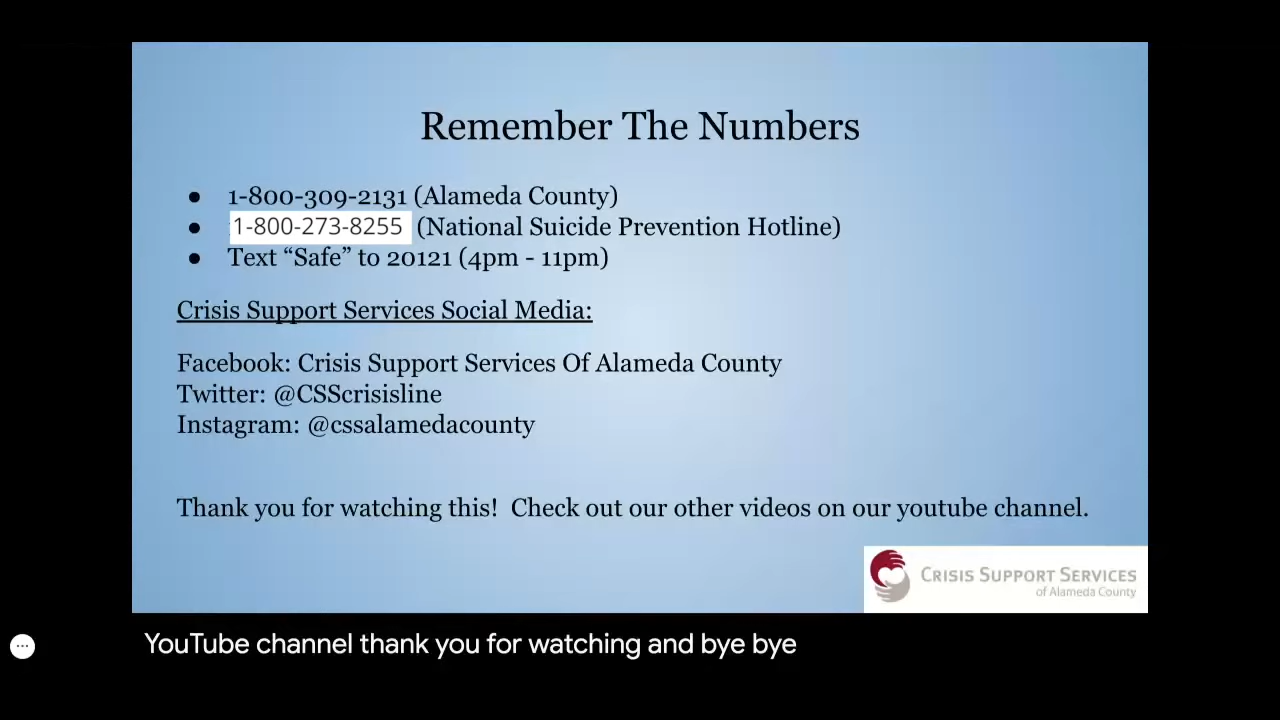 Remember The Numbers
● 1-800-309-2131 (Alameda County)
● 1-800-273-8255 (National Suicide Prevention Hotline)
● Text “Safe” to 20121 (4pm - 11pm)
Crisis Support Services Social Media:
Facebook: Crisis Support Services Of Alameda County
Twitter: @CSScrisisline
Instagram: @cssalamedacounty
Thank you for watching this!  Check out our other videos on our youtube channel.
CRISIS SUPPORT SERVICES
of Alameda County
YouTube channel thank you for watching and bye bye